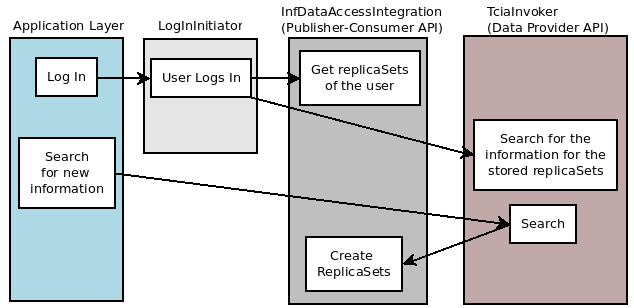 Application Layer
LogInInitiator
InfDataAccessIntegration
(Publisher-Consumer API)
TciaInvoker
(Data Provider API)
Log In
User Logs In
Get replicaSets
of the user
Search for the
information for the
stored replicaSets
Search
for new
information
Search
Create
ReplicaSets